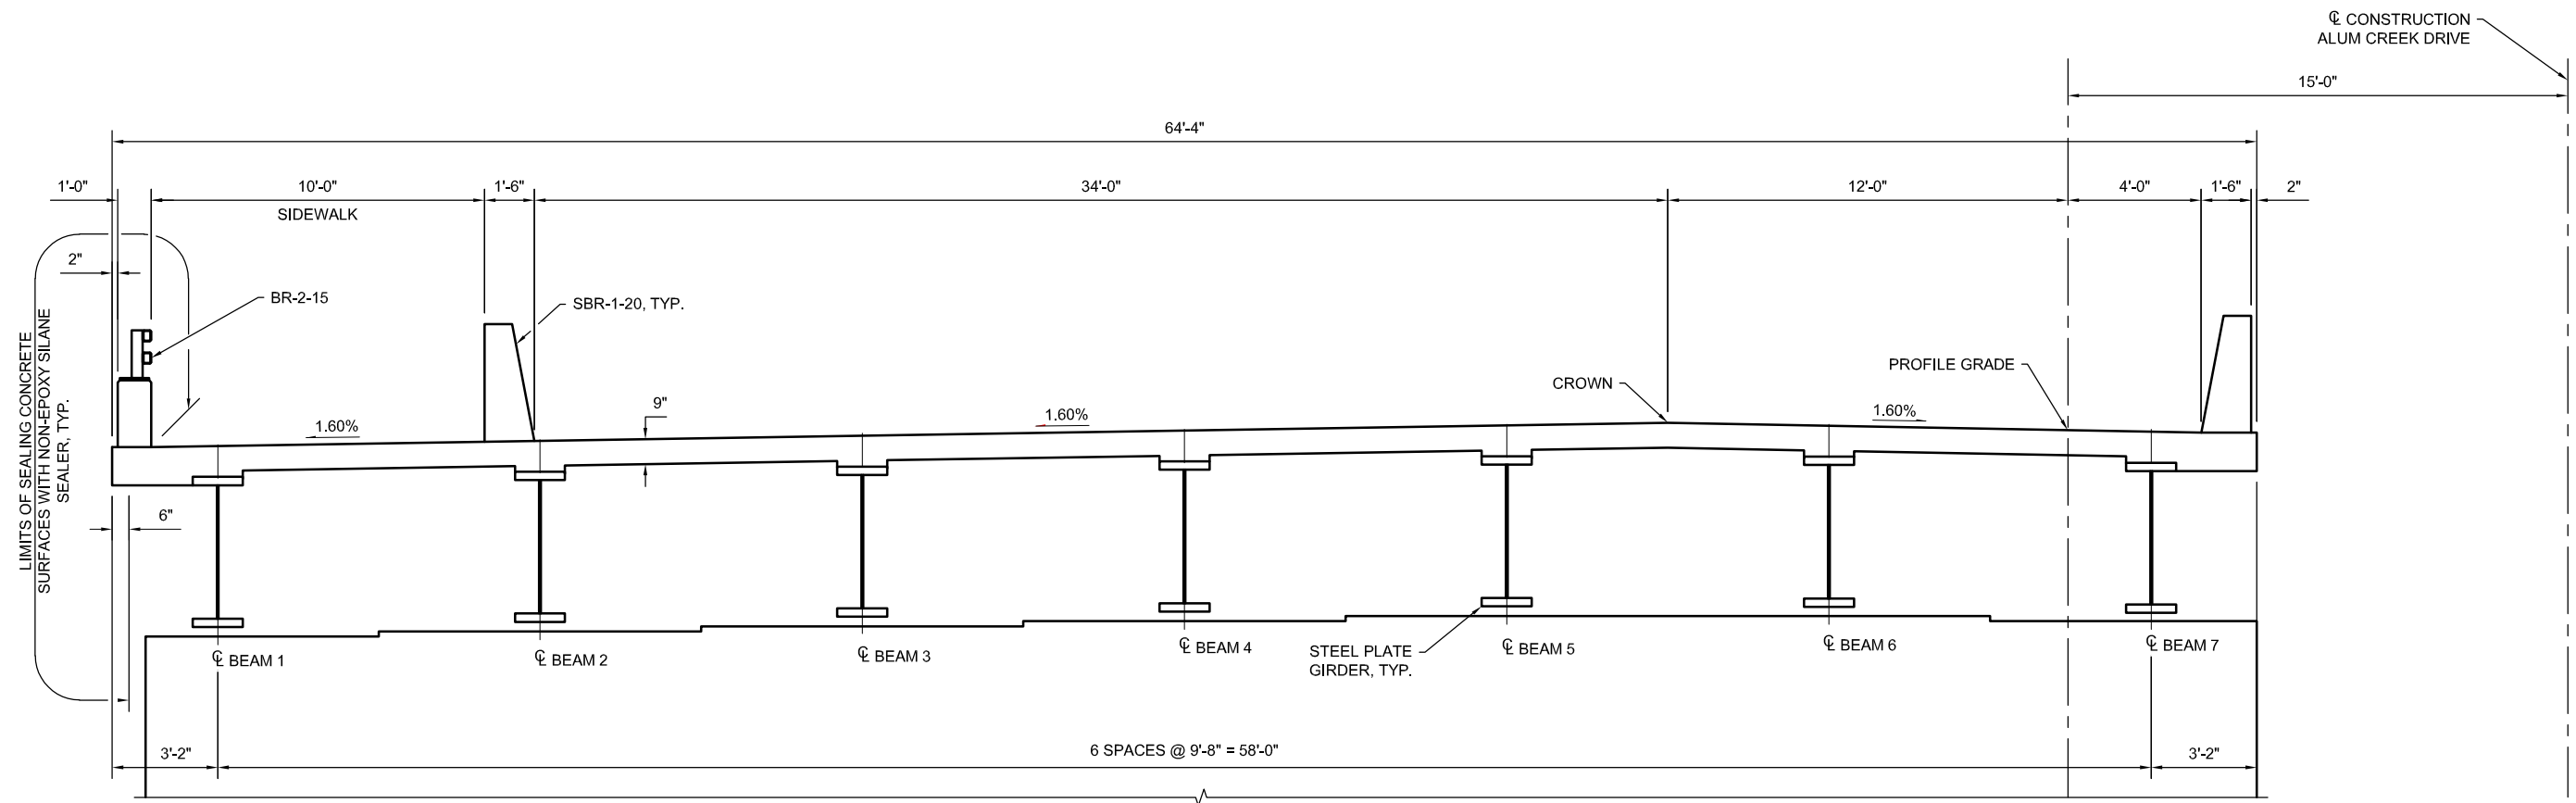 ℄ CONSTRUCTION
ALUM CREEK DRIVE
15'-0"
64'-4"
1'-0"
10'-0"
SIDEWALK
1'-6"
34'-0"
12'-0"
4'-0"
1'-6"
2"
2"
BR-2-15
SBR-1-20, TYP.
LIMITS OF SEALING CONCRETE
SURFACES WITH NON-EPOXY SILANE
SEALER, TYP.
PROFILE GRADE
CROWN
9"
1.60%
1.60%
1.60%
6"
℄ BEAM 1
℄ BEAM 2
℄ BEAM 3
℄ BEAM 4
STEEL PLATE
GIRDER, TYP.
℄ BEAM 5
℄ BEAM 6
℄ BEAM 7
3'-2"
6 SPACES @ 9'-8" = 58'-0"
3'-2"